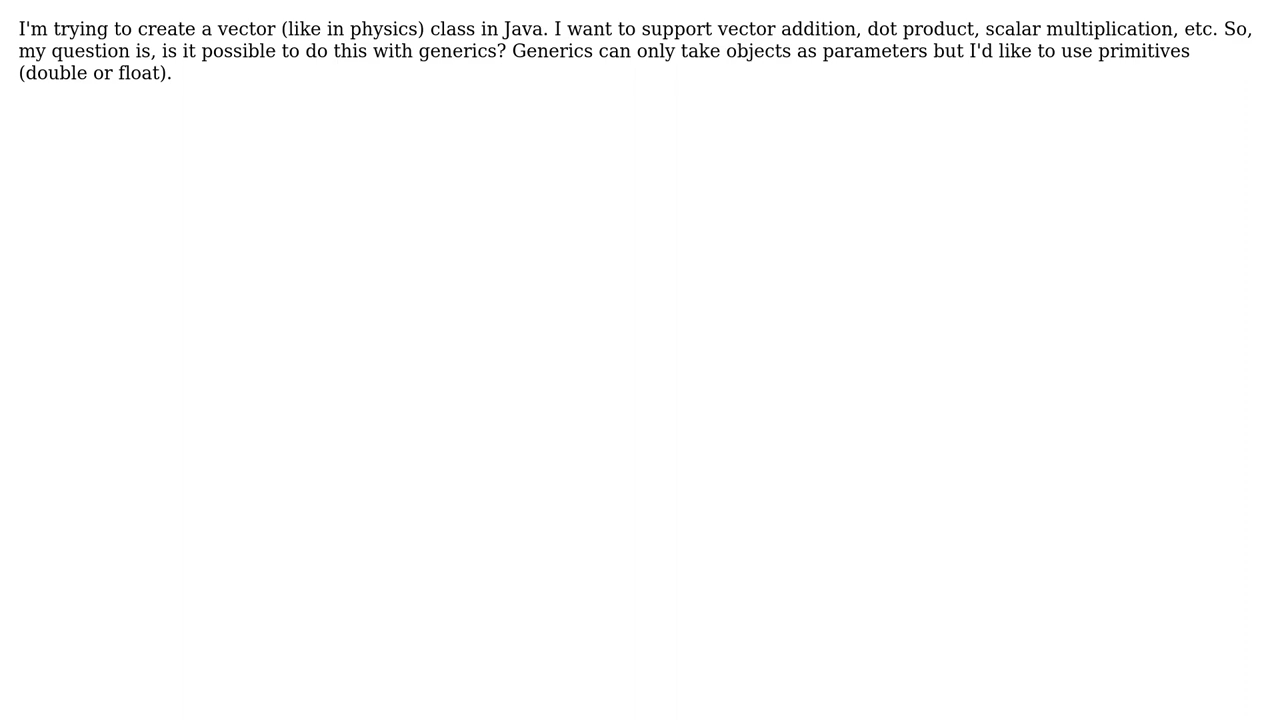 I'm trying to create a vector (like in physics) class in Java. I want to support vector addition, dot product, scalar multiplication, etc. So,
my question is, is it possible to do this with generics? Generics can only take objects as parameters but I'd like to use primitives
(double or float).